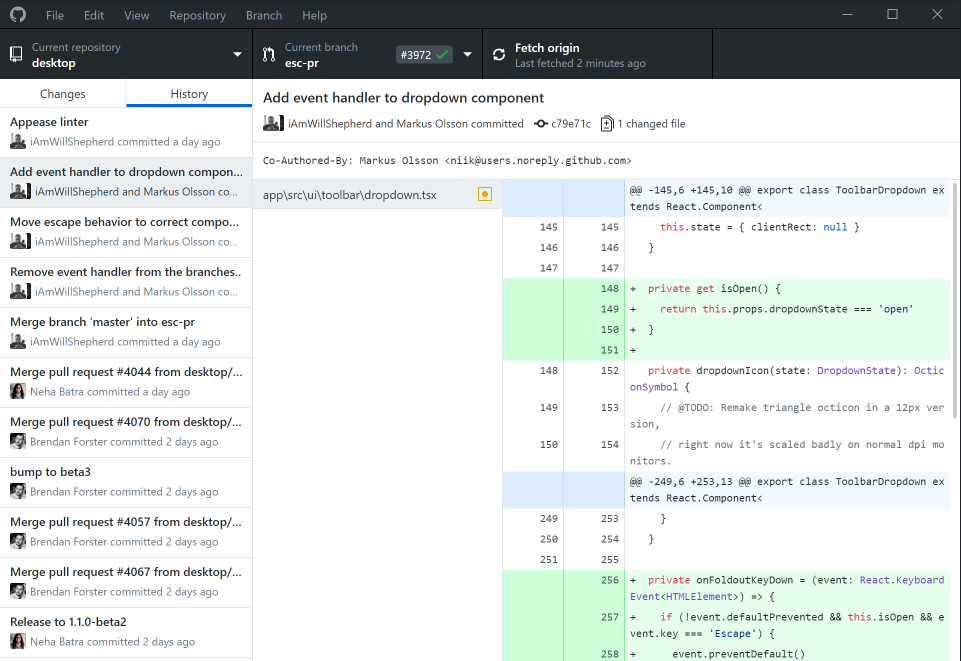 File Edit View Repository Branch Help
Current repository
desktop
Current branch
esc-pr
#3972
Fetch origin
Last fetched 2 minutes ago
Changes
History
Appease linter
iAmWillShepherd committed a day ago
Add event handler to dropdown compon...
iAmWillShepherd and Markus Olsson co...
Move escape behavior to correct compo...
iAmWillShepherd and Markus Olsson co...
Remove event handler from the branches..
iAmWillShepherd and Markus Olsson co...
Merge branch 'master' into esc-pr
iAmWillShepherd committed a day ago
Merge pull request #4044 from desktop/...
Neha Batra committed a day ago
Merge pull request #4070 from desktop/...
Brendan Forster committed 2 days ago
bump to beta3
Brendan Forster committed 2 days ago
Merge pull request #4057 from desktop/...
Brendan Forster committed 2 days ago
Merge pull request #4067 from desktop/...
Brendan Forster committed 2 days ago
Release to 1.1.0-beta2
Neha Batra committed 2 days ago
Add event handler to dropdown component
iAmWillShepherd and Markus Olsson committed c79e71c 1 changed file
Co-Authored-By: Markus Olsson <niik@users.noreply.github.com>
app\src\ui\toolbar\dropdown.tsx
@@ -145,6 +145,10 @@ export class ToolbarDropdown ex
tends React.Component<
145 145 this.state = { clientRect: null }
146 146 }
147 147
148 + private get isOpen() {
149 + return this.props.dropdownState === 'open'
150 + }
151 +
148 152 private dropdownIcon(state: DropdownState): Octic
onSymbol {
149 153 // @TODO: Remake triangle octicon in a 12px ver
sion,
150 154 // right now it's scaled badly on normal dpi mo
nitors.
@@ -249,6 +253,13 @@ export class ToolbarDropdown ex
tends React.Component<
249 253 }
250 254 }
251 255
256 + private onFoldoutKeyDown = (event: React.Keyboard
Event<HTMLElement>) => {
257 + if (!event.defaultPrevented && this.isOpen && e
vent.key === 'Escape') {
258 + event.preventDefault()